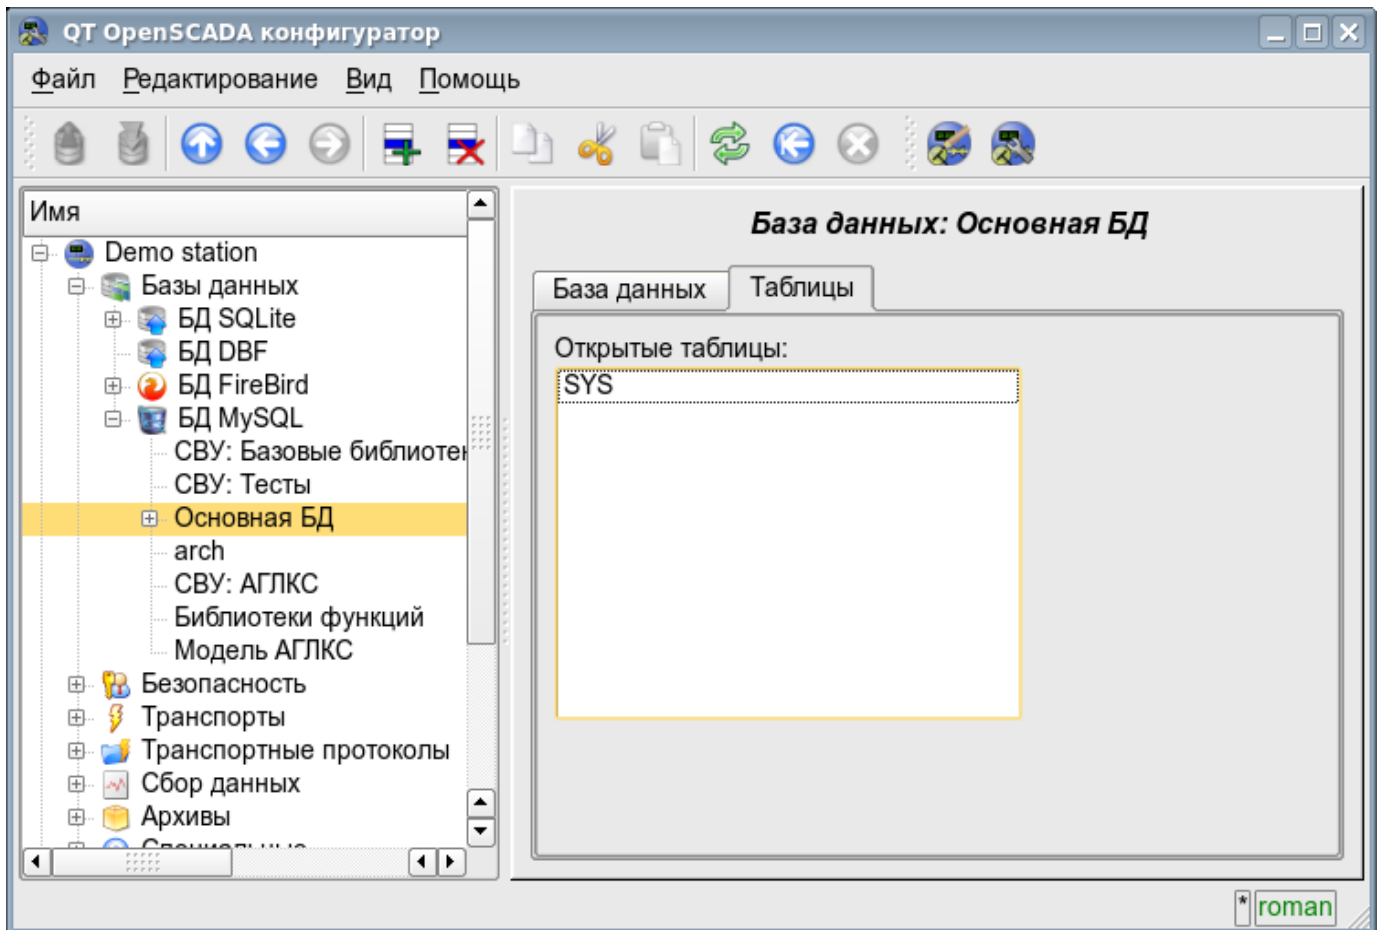 QT OpenSCADA конфигуратор
Файл Редактирование Вид Помощь
Имя
Demo station
Базы данных
БД SQLite
БД DBF
БД FireBird
БД MySQL
СВУ: Базовые библиотек
СВУ: Тесты
Основная БД
arch
СВУ: АГЛКС
Библиотеки функций
Модель АГЛКС
Безопасность
Транспорты
Транспортные протоколы
Сбор данных
Архивы
База данных: Основная БД
База данных Таблицы
Открытые таблицы:
SYS
* roman